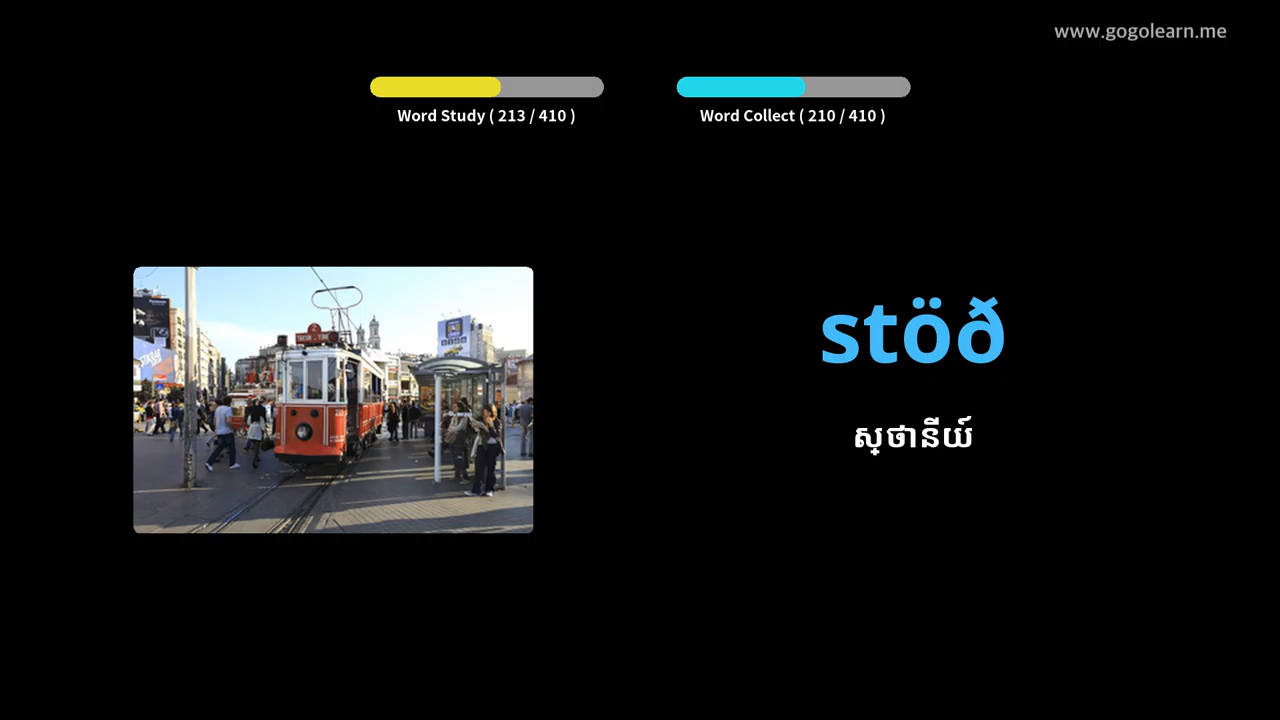 www.gogolearn.me
Word Study ( 213 / 410 )
Word Collect ( 210 / 410 )
stöð
ស្ថានីយ៍